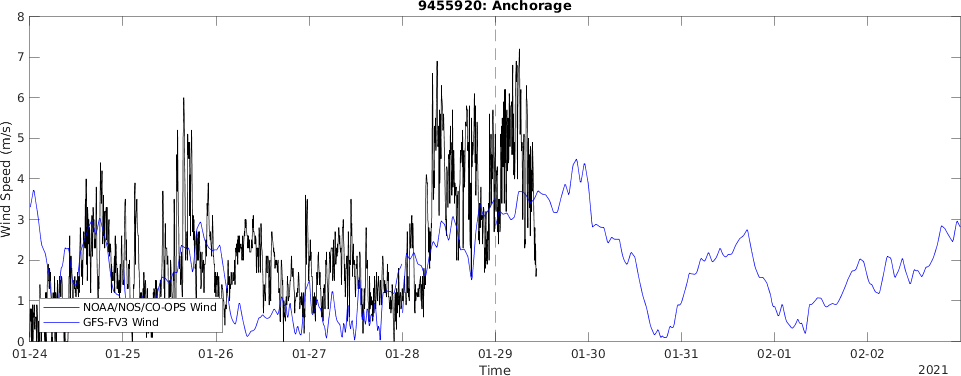 9455920: Anchorage
Wind Speed (m/s)
8
7
6
5
4
3
2
1
0
NOAA/NOS/CO-OPS Wind
GFS-FV3 Wind
01-24 01-25 01-26 01-27 01-28 01-29 01-30 01-31 02-01 02-02
Time
2021